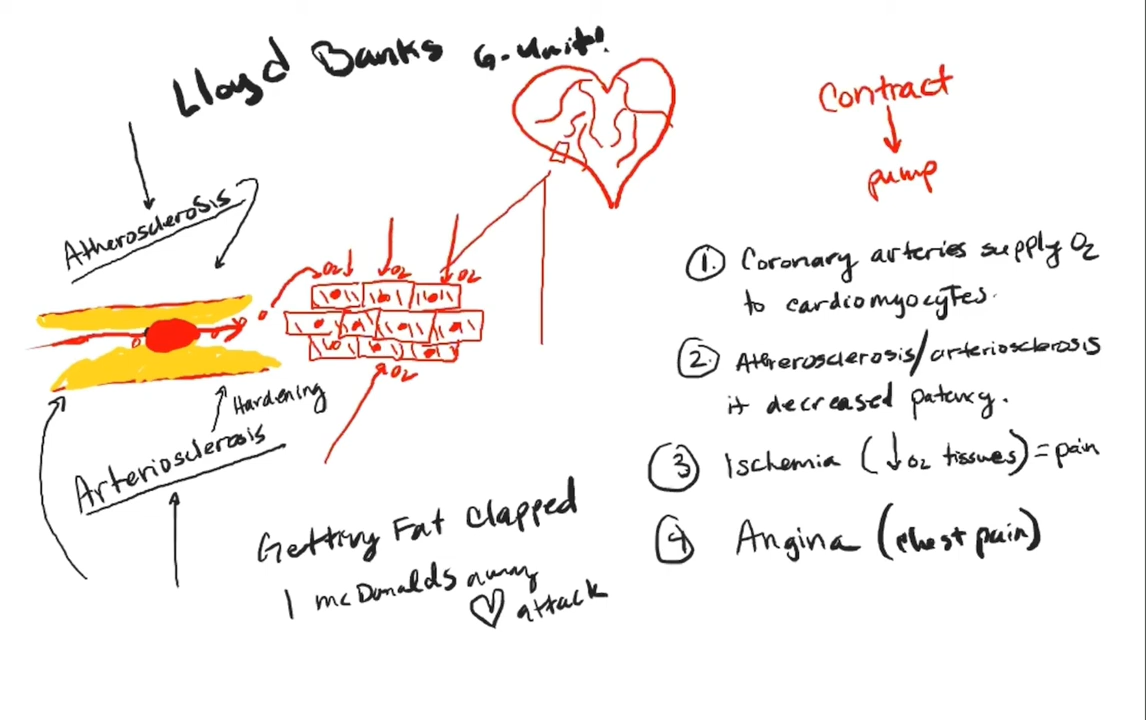 Lloyd Banks G-Unit!
Contract
pump
Atherosclerosis
O2 O2 O2
O2
Hardening
Arteriosclerosis
Getting Fat Clapped
1 mcDonalds away
attack
1. Coronary arteries supply O2
to cardiomyocytes.
2. Athrerosclerosis/arteriosclerosis
it decreased patency.
3 Ischemia (↓O2 tissues) = pain
4 Angina (chest pain)